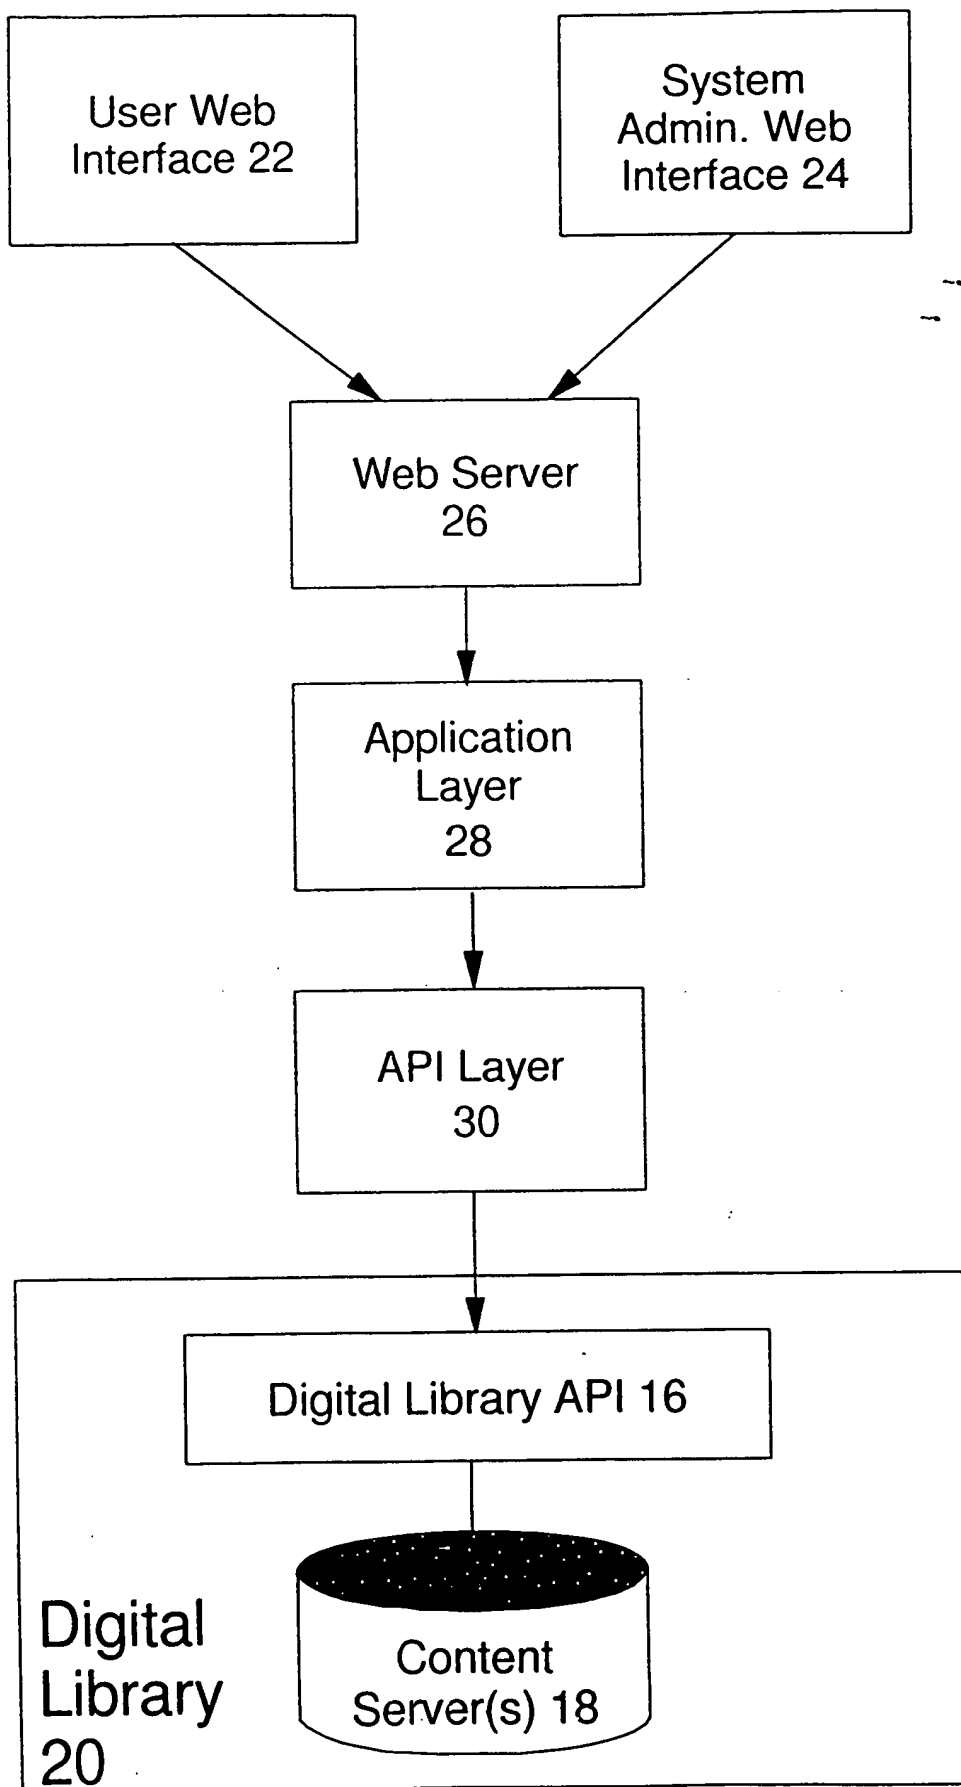 User Web
Interface 22
System
Admin. Web
Interface 24
Web Server
26
Application
Layer
28
API Layer
30
Digital Library API 16
Content
Server(s) 18
Digital
Library
20